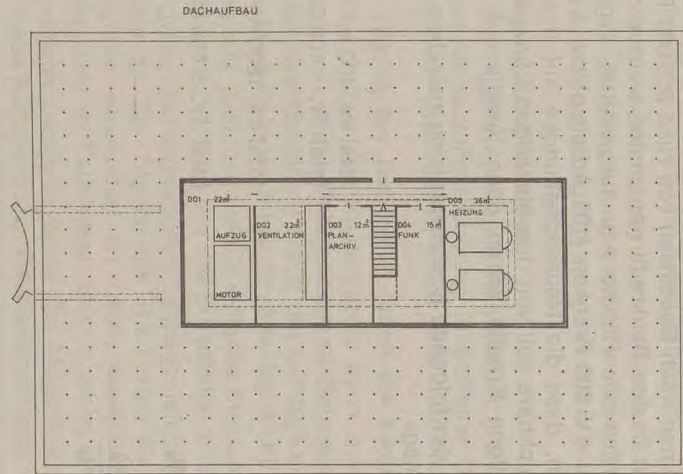 DACHAUFBAU
D01 22m²
AUFZUG
MOTOR
D02 22m²
VENTILATION
D03 12m²
PLAN-
ARCHIV
D04 15m²
FUNK
D05 36m²
HEIZUNG